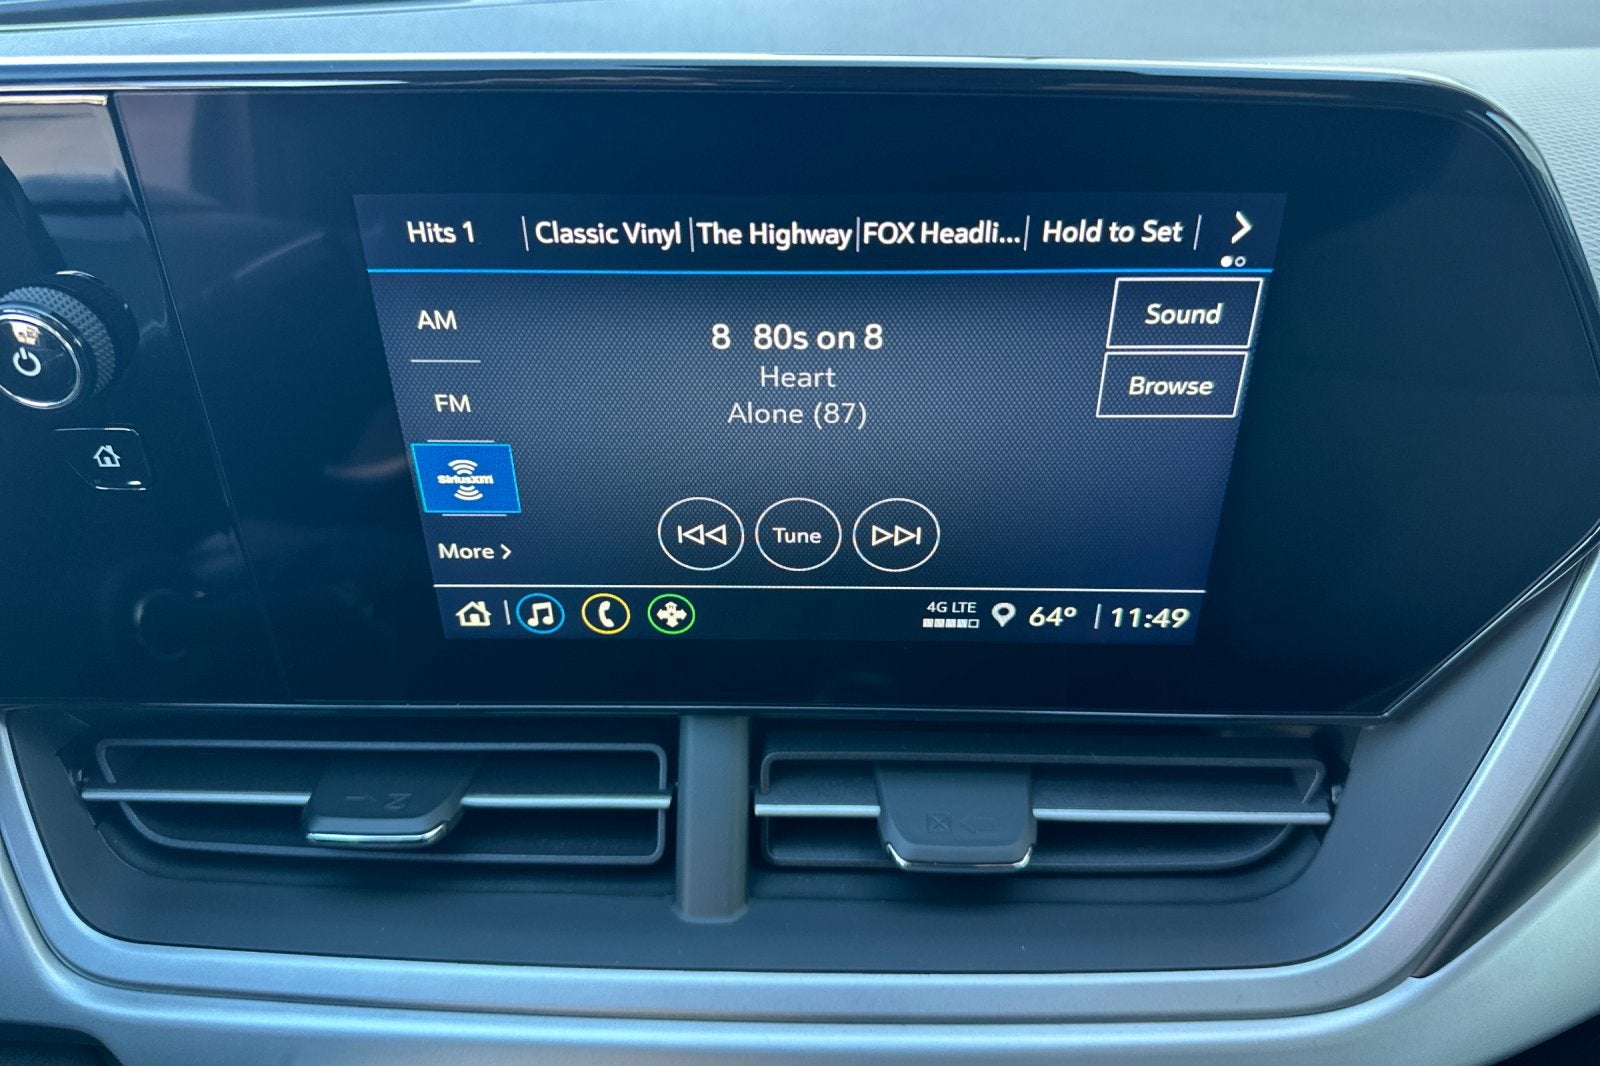 Hits 1 Classic Vinyl The Highway FOX Headli... Hold to Set
AM
FM
SiriusXM
More
8 80s on 8
Heart
Alone (87)
Tune
Sound
Browse
4G LTE
64° 11:49